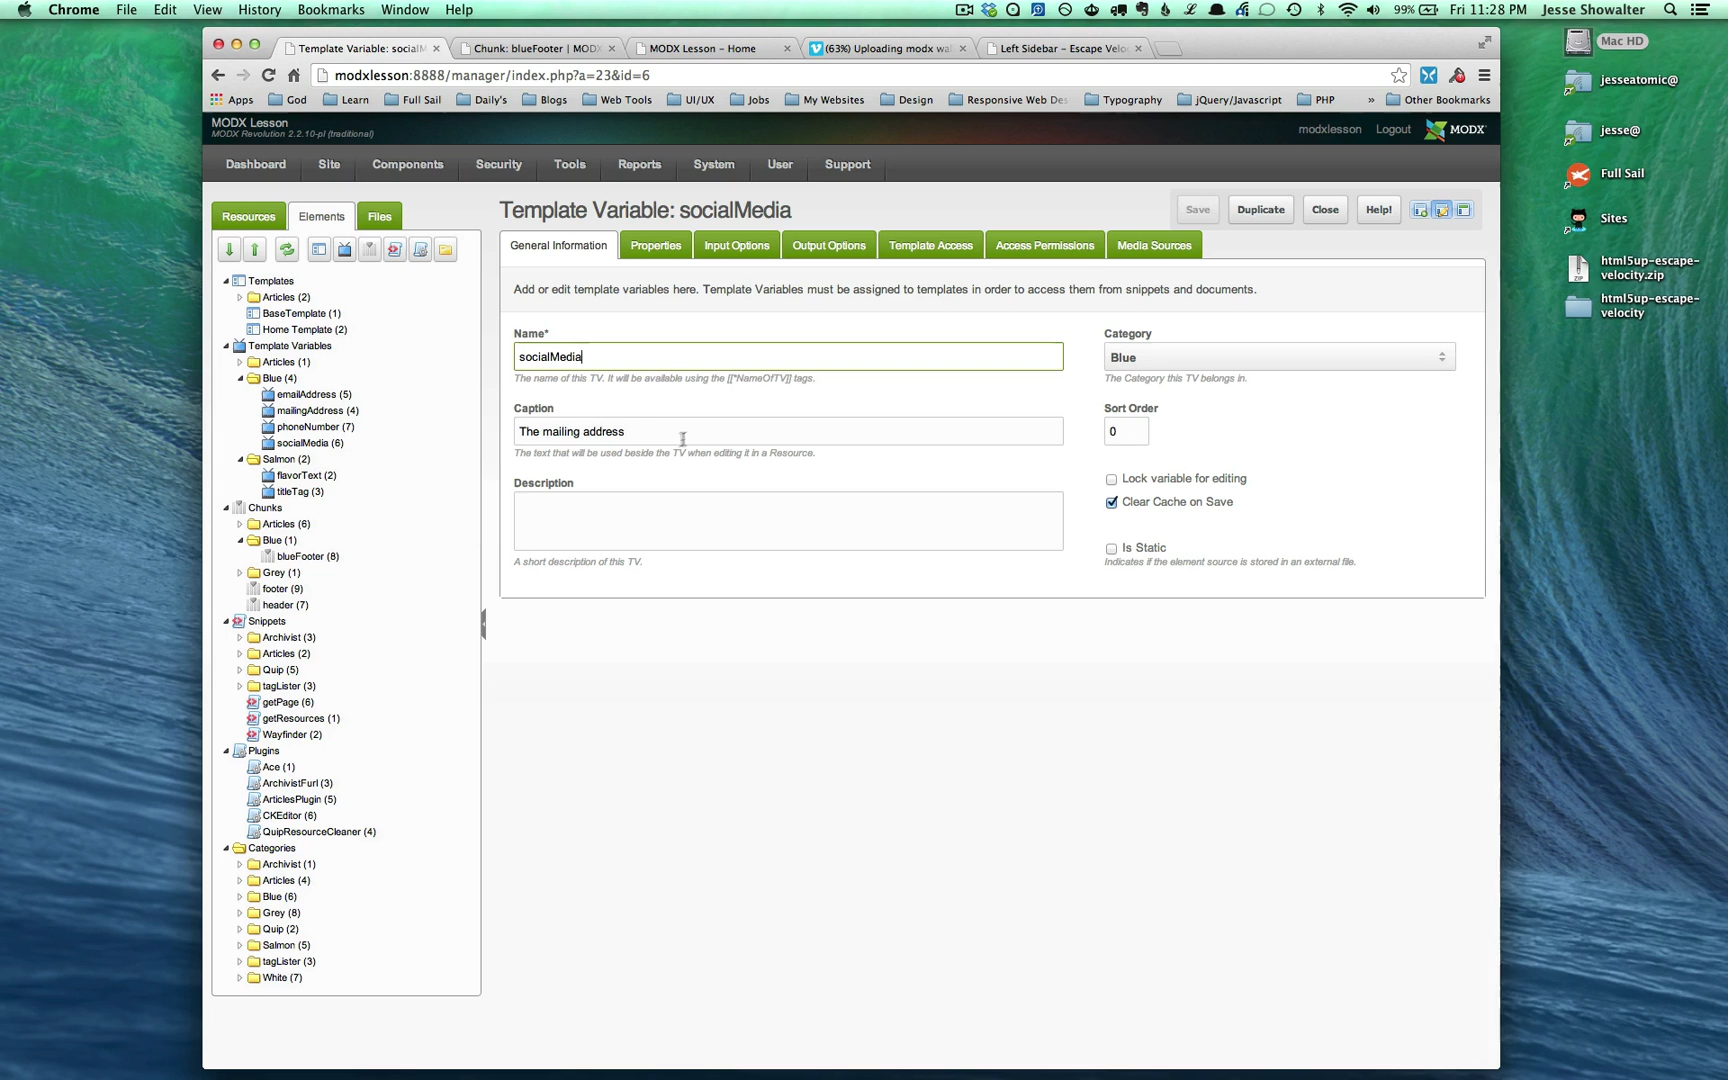 Chrome File Edit View History Bookmarks Window Help 99% Fri 11:28 PM Jesse Showalter
Template Variable: socialM
Chunk: blueFooter | MODX
MODX Lesson - Home
(63%) Uploading modx wal
Left Sidebar - Escape Veloc
modxlesson:8888/manager/index.php?a=23&id=6
Apps God Learn Full Sail Daily's Blogs Web Tools UI/UX Jobs My Websites Design Responsive Web Des Typography jQuery/Javascript PHP » Other Bookmarks
MODX Lesson
MODX Revolution 2.2.10-pl (traditional)
modxlesson Logout MODX
Dashboard Site Components Security Tools Reports System User Support
Resources Elements Files
Templates
Articles (2)
BaseTemplate (1)
Home Template (2)
Template Variables
Articles (1)
Blue (4)
emailAddress (5)
mailingAddress (4)
phoneNumber (7)
socialMedia (6)
Salmon (2)
flavorText (2)
titleTag (3)
Chunks
Articles (6)
Blue (1)
blueFooter (8)
Grey (1)
footer (9)
header (7)
Snippets
Archivist (3)
Articles (2)
Quip (5)
tagLister (3)
getPage (6)
getResources (1)
Wayfinder (2)
Plugins
Ace (1)
ArchivistFurl (3)
ArticlesPlugin (5)
CKEditor (6)
QuipResourceCleaner (4)
Categories
Archivist (1)
Articles (4)
Blue (6)
Grey (8)
Quip (2)
Salmon (5)
tagLister (3)
White (7)
Template Variable: socialMedia
Save Duplicate Close Help!
General Information Properties Input Options Output Options Template Access Access Permissions Media Sources
Add or edit template variables here. Template Variables must be assigned to templates in order to access them from snippets and documents.
Name*
socialMedia
The name of this TV. It will be available using the [[*NameOfTV]] tags.
Caption
The mailing address
The text that will be used beside the TV when editing it in a Resource.
Description
A short description of this TV.
Category
Blue
The Category this TV belongs in.
Sort Order
0
Lock variable for editing
Clear Cache on Save
Is Static
Indicates if the element source is stored in an external file.
Mac HD
jesseatomic@
jesse@
Full Sail
Sites
html5up-escape-
velocity.zip
html5up-escape-
velocity